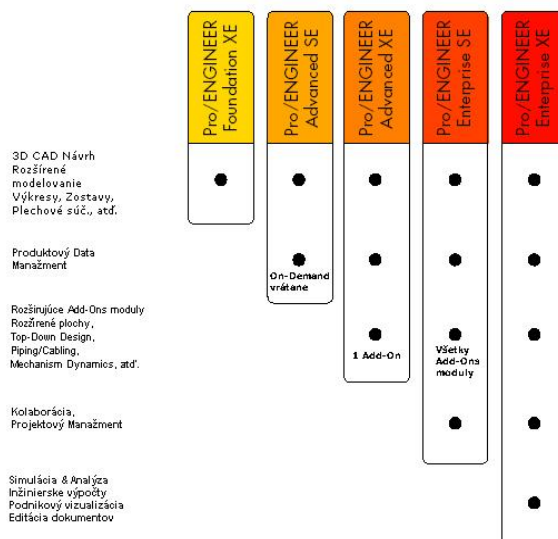 Pro/ENGINEER
Foundation XE
Pro/ENGINEER
Advanced SE
Pro/ENGINEER
Advanced XE
Pro/ENGINEER
Enterprise SE
Pro/ENGINEER
Enterprise XE
3D CAD Návrh
Rozšírené
modelovanie
Výkresy, Zostavy,
Plechové súč., atď.
Produktový Data
Manažment
On-Demand
vrátane
Rozširujúce Add-Ons moduly
Rozžírené plochy,
Top-Down Design,
Piping/Cabling,
Mechanism Dynamics, atď.
1 Add-On
Všetky
Add-Ons
moduly
Kolaborácia,
Projektový Manažment
Simulácia & Analýza
Inžinierske výpočty
Podnikový vizualizácia
Editácia dokumentov